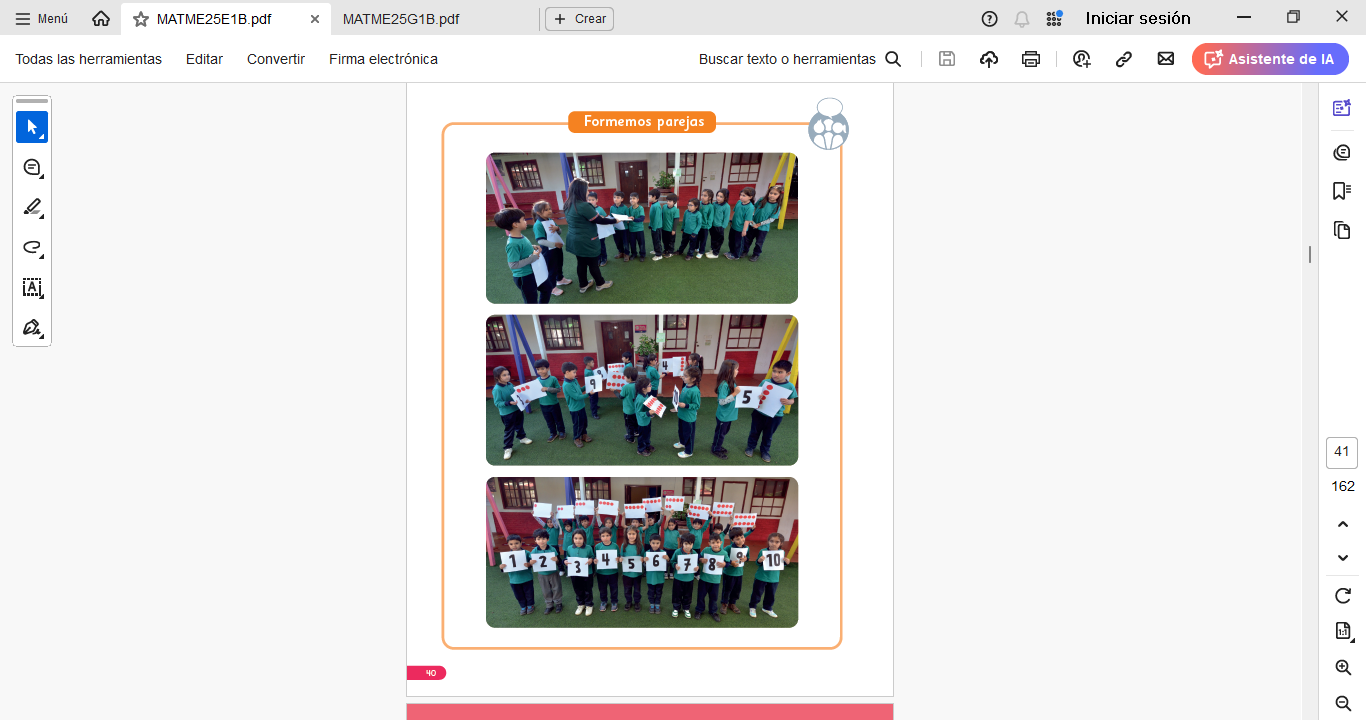 Menú
MATME25E1B.pdf
MATME25G1B.pdf
Crear
Iniciar sesión
Todas las herramientas
Editar
Convertir
Firma electrónica
Buscar texto o herramientas
Asistente de IA
Formemos parejas
9
4
5
1
2
3
4
5
6
7
8
9
10
40
41
162